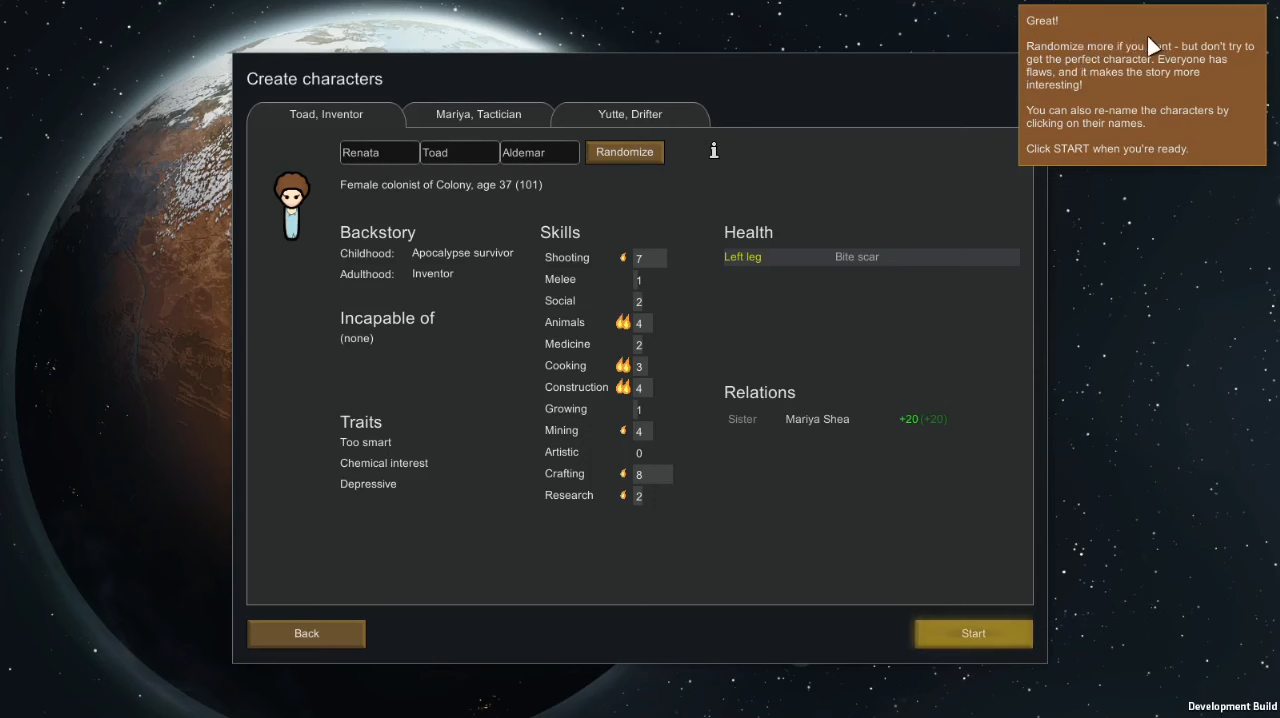 Great!
Randomize more if you - but don't try to
get the perfect character. Everyone has
flaws, and it makes the story more
interesting!
You can also re-name the characters by
clicking on their names.
Click START when you're ready.
Create characters
Toad, Inventor
Mariya, Tactician
Yutte, Drifter
Renata
Toad
Aldemar
Randomize
Female colonist of Colony, age 37 (101)
Backstory
Childhood: Apocalypse survivor
Adulthood: Inventor
Incapable of
(none)
Traits
Too smart
Chemical interest
Depressive
Skills
Shooting 7
Melee 1
Social 2
Animals 4
Medicine 2
Cooking 3
Construction 4
Growing 1
Mining 4
Artistic 0
Crafting 8
Research 2
Health
Left leg Bite scar
Relations
Sister Mariya Shea +20 (+20)
Back
Start
Development Build